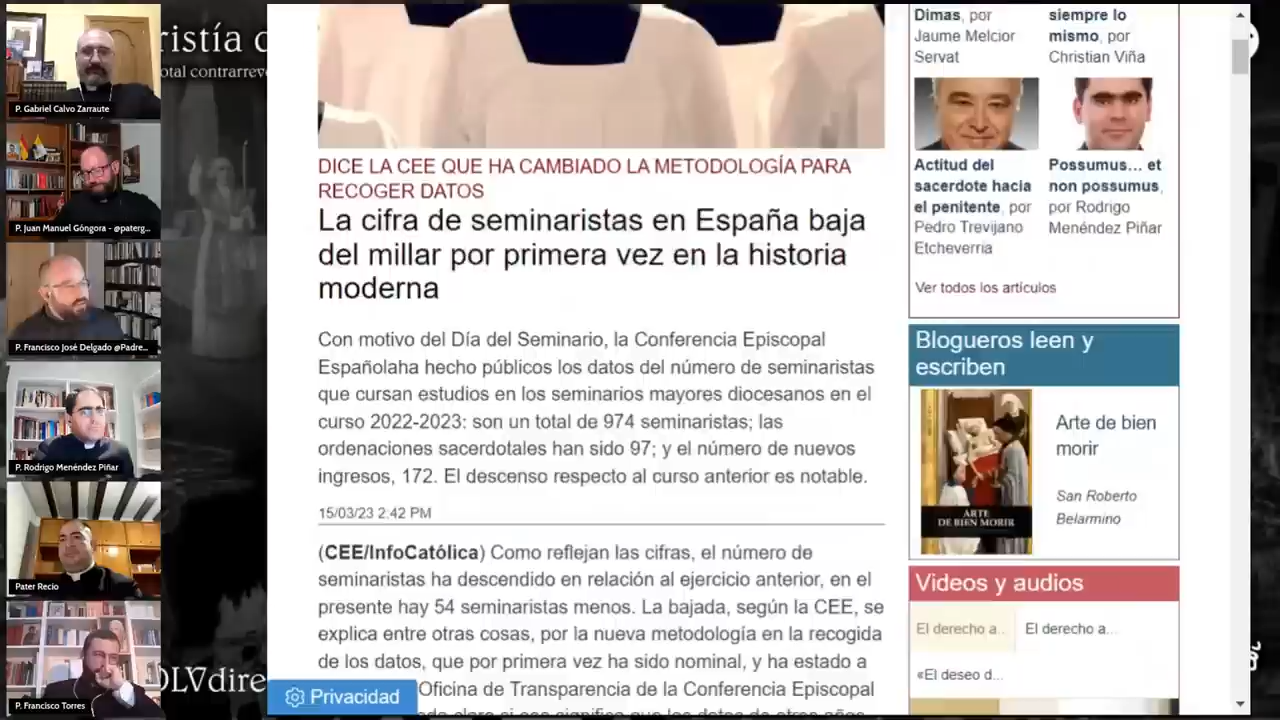 ristía d
otal contrarrev
P. Gabriel Calvo Zarraute
P. Juan Manuel Góngora - @paterg...
P. Francisco José Delgado @Padre...
P. Rodrigo Menéndez Piñar
Pater Recio
P. Francisco Torres
OLVdire
DICE LA CEE QUE HA CAMBIADO LA METODOLOGÍA PARA
RECOGER DATOS
La cifra de seminaristas en España baja
del millar por primera vez en la historia
moderna
Con motivo del Día del Seminario, la Conferencia Episcopal
Españolaha hecho públicos los datos del número de seminaristas
que cursan estudios en los seminarios mayores diocesanos en el
curso 2022-2023: son un total de 974 seminaristas; las
ordenaciones sacerdotales han sido 97; y el número de nuevos
ingresos, 172. El descenso respecto al curso anterior es notable.
15/03/23 2:42 PM
(CEE/InfoCatólica) Como reflejan las cifras, el número de
seminaristas ha descendido en relación al ejercicio anterior, en el
presente hay 54 seminaristas menos. La bajada, según la CEE, se
explica entre otras cosas, por la nueva metodología en la recogida
de los datos, que por primera vez ha sido nominal, y ha estado a
Oficina de Transparencia de la Conferencia Episcopal
Privacidad
Dimas, por
Jaume Melcior
Servat
siempre lo
mismo, por
Christian Viña
Actitud del
sacerdote hacia
el penitente, por
Pedro Trevijano
Etcheverria
Possumus... et
non possumus,
por Rodrigo
Menéndez Piñar
Ver todos los artículos
Blogueros leen y
escriben
ARTE
DE BIEN MORIR
Arte de bien
morir
San Roberto
Belarmino
Videos y audios
El derecho a...
El derecho a...
«El deseo d...